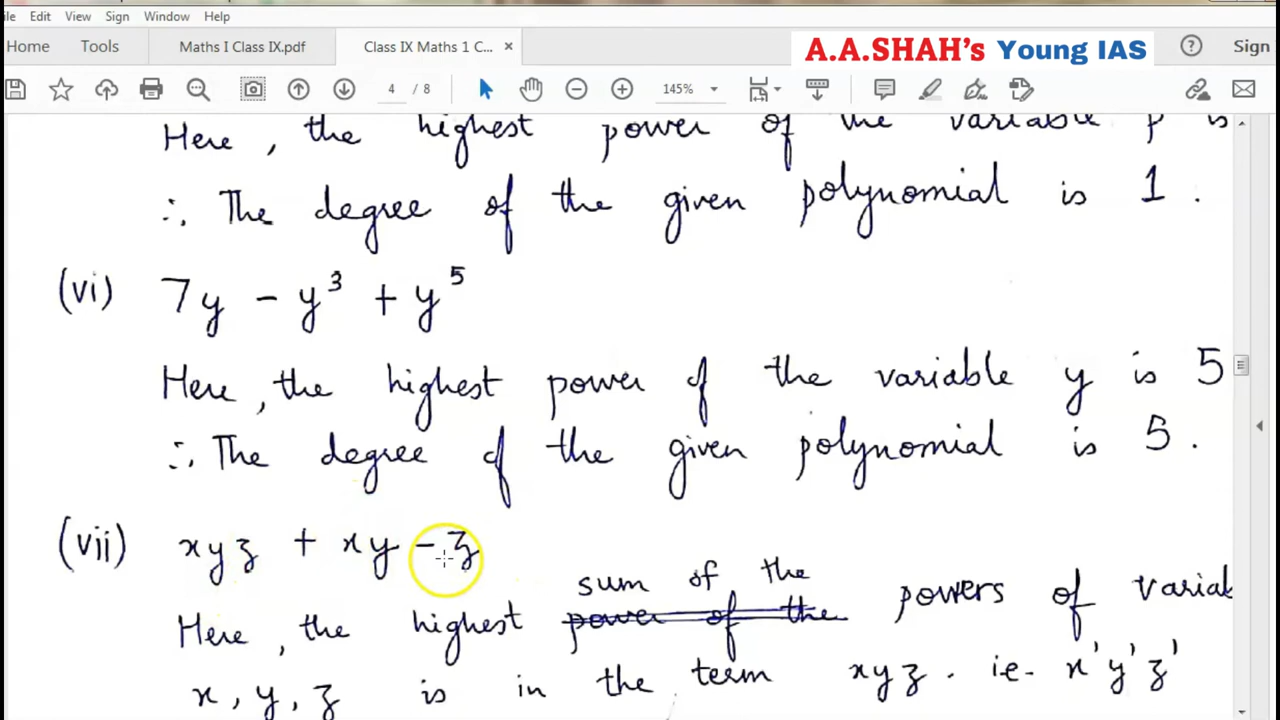 ile Edit View Sign Window Help
Home Tools Maths I Class IX.pdf Class IX Maths 1 C... × A.A.SHAH's Young IAS ? Sign
4 / 8 145%
Here, the highest power of the variable p is
∴ The degree of the given polynomial is 1.
(vi) 7y - y³ + y⁵
Here, the highest power of the variable y is 5
∴ The degree of the given polynomial is 5.
(vii) xyz + xy - z
sum of the
Here, the highest power of the powers of variab
x, y, z is in the term xyz. i.e. x¹y¹z¹